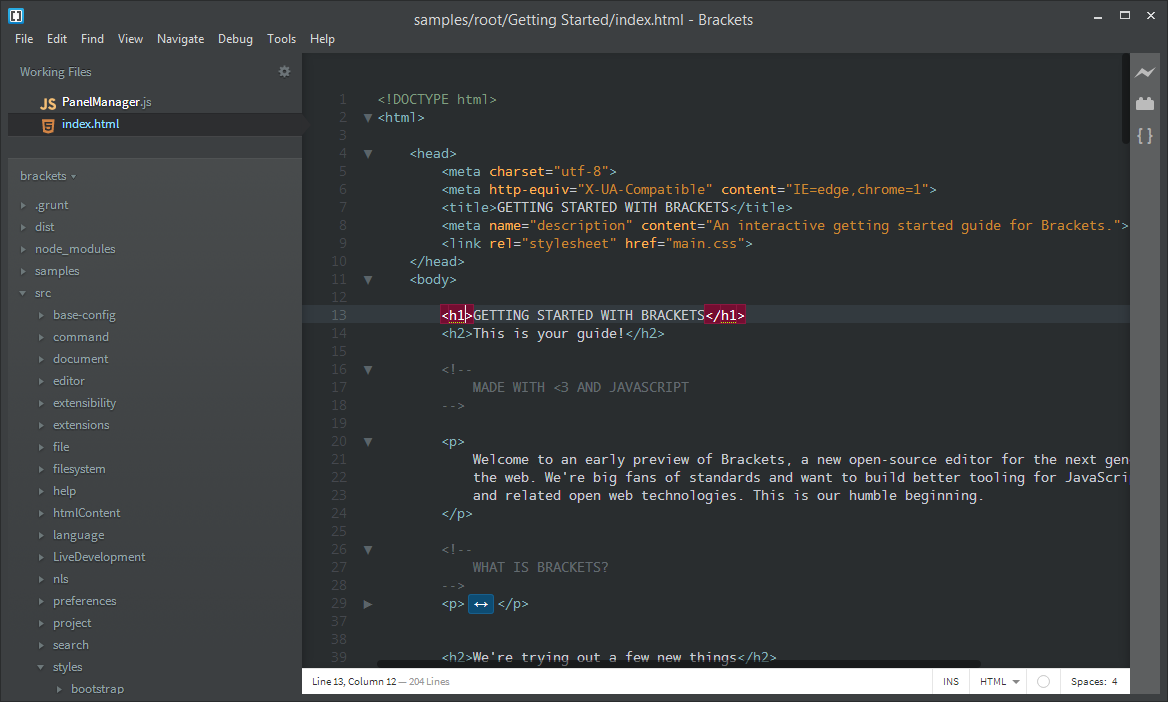 samples/root/Getting Started/index.html - Brackets
File Edit Find View Navigate Debug Tools Help
Working Files
JS PanelManager.js
index.html
brackets
.grunt
dist
node_modules
samples
src
base-config
command
document
editor
extensibility
extensions
file
filesystem
help
htmlContent
language
LiveDevelopment
nls
preferences
project
search
styles
bootstrap
1 <!DOCTYPE html>
2 <html>
3
4 <head>
5 <meta charset="utf-8">
6 <meta http-equiv="X-UA-Compatible" content="IE=edge,chrome=1">
7 <title>GETTING STARTED WITH BRACKETS</title>
8 <meta name="description" content="An interactive getting started guide for Brackets.">
9 <link rel="stylesheet" href="main.css">
10 </head>
11 <body>
12
13 <h1>GETTING STARTED WITH BRACKETS</h1>
14 <h2>This is your guide!</h2>
15
16 <!--
17 MADE WITH <3 AND JAVASCRIPT
18 -->
19
20 <p>
21 Welcome to an early preview of Brackets, a new open-source editor for the next gen
22 the web. We're big fans of standards and want to build better tooling for JavaScri
23 and related open web technologies. This is our humble beginning.
24 </p>
25
26 <!--
27 WHAT IS BRACKETS?
28 -->
29 <p>↔</p>
37
38
39 <h2>We're trying out a few new things</h2>
{ }
Line 13, Column 12 — 204 Lines
INS HTML Spaces: 4